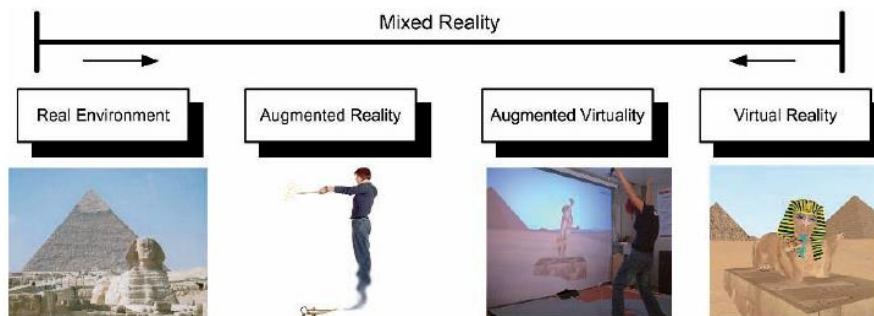 Mixed Reality
Real Environment
Augmented Reality
Augmented Virtuality
Virtual Reality